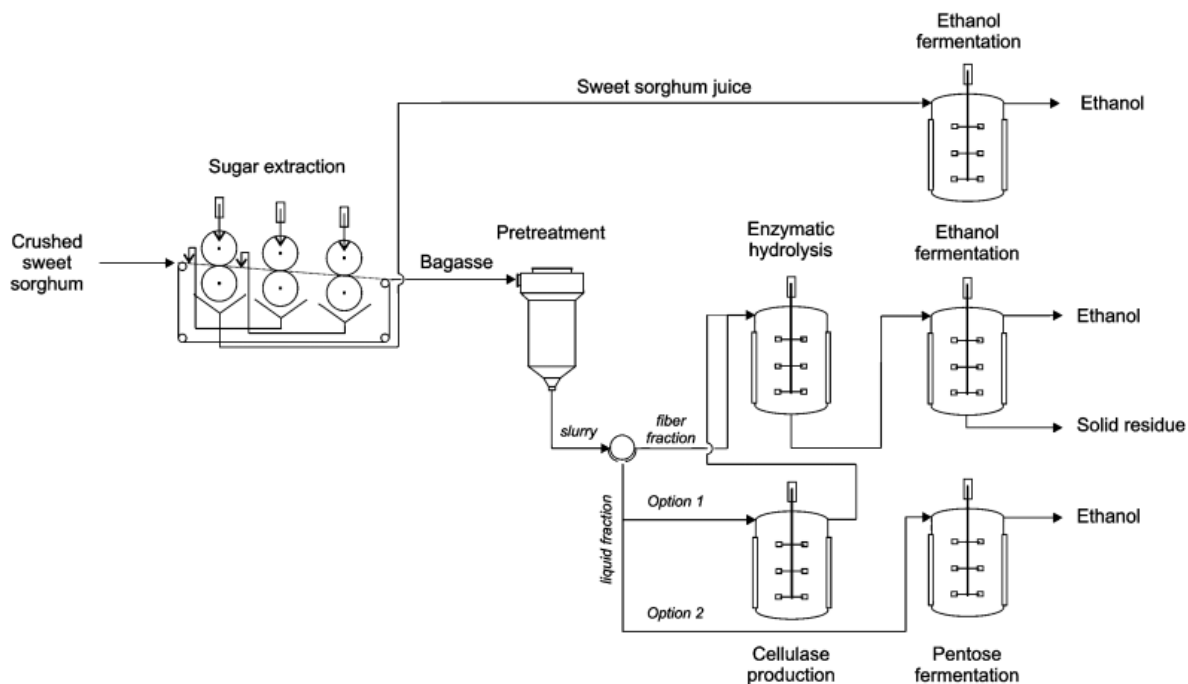 Ethanol
fermentation
Sweet sorghum juice
Ethanol
Sugar extraction
Crushed
sweet
sorghum
Bagasse
Pretreatment
Enzymatic
hydrolysis
Ethanol
fermentation
Ethanol
slurry
fiber
fraction
Solid residue
liquid fraction
Option 1
Ethanol
Option 2
Cellulase
production
Pentose
fermentation